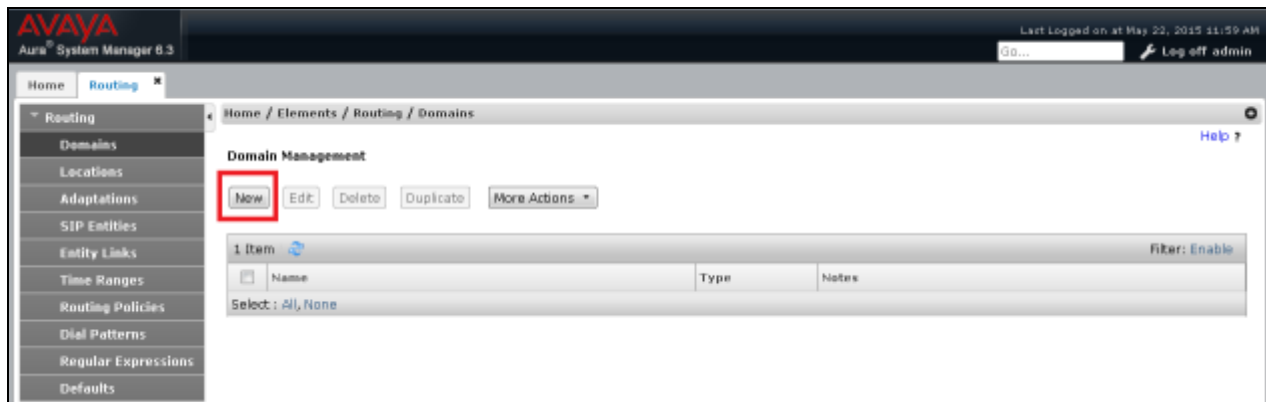 AVAYA
Aura® System Manager 6.3
Last Logged on at May 22, 2015 11:59 AM
Go...
Log off admin
Home
Routing ×
Routing
Domains
Locations
Adaptations
SIP Entities
Entity Links
Time Ranges
Routing Policies
Dial Patterns
Regular Expressions
Defaults
Home / Elements / Routing / Domains
Help ?
Domain Management
New Edit Delete Duplicate More Actions
1 Item
Filter: Enable
Name Type Notes
Select : All, None